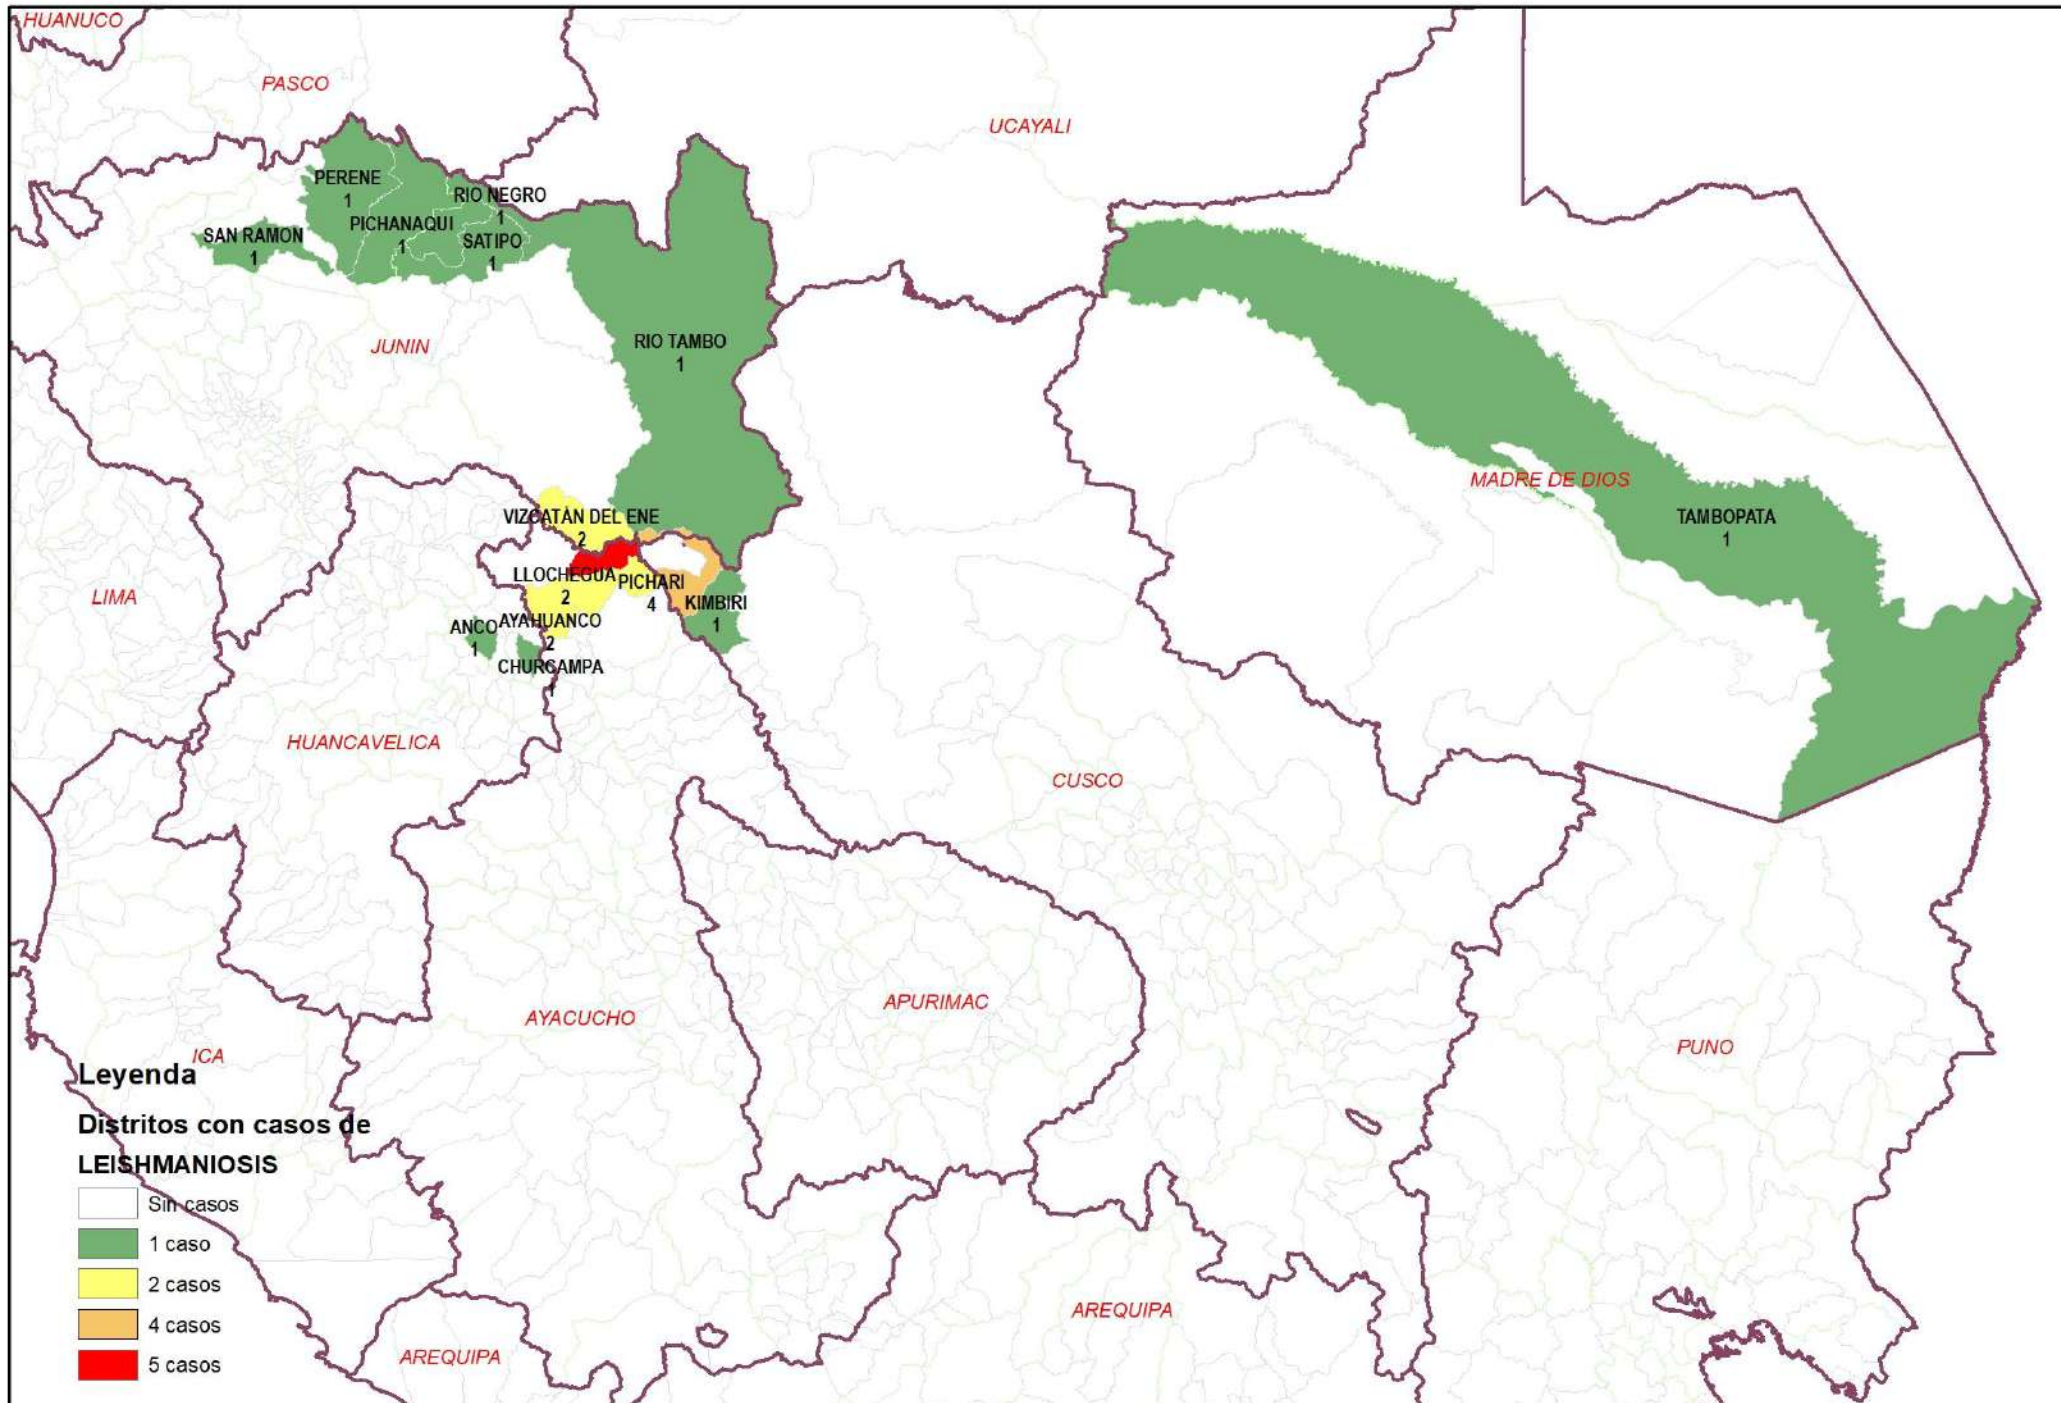 HUANUCO
PASCO
UCAYALI
PERENE
1
RIO NEGRO
1
PICHANAQUI
1
SAN RAMON
1
SATIPO
1
JUNIN
RIO TAMBO
1
MADRE DE DIOS
TAMBOPATA
1
VIZCATÁN DEL ENE
2
LLOCHEGUA
2
PICHARI
4
LIMA
KIMBIRI
1
ANCO
1
AYAHUANCO
2
CHURCAMPA
1
HUANCAVELICA
CUSCO
AYACUCHO
APURIMAC
PUNO
ICA
AREQUIPA
AREQUIPA
Leyenda
Distritos con casos de
LEISHMANIOSIS
Sin casos
1 caso
2 casos
4 casos
5 casos